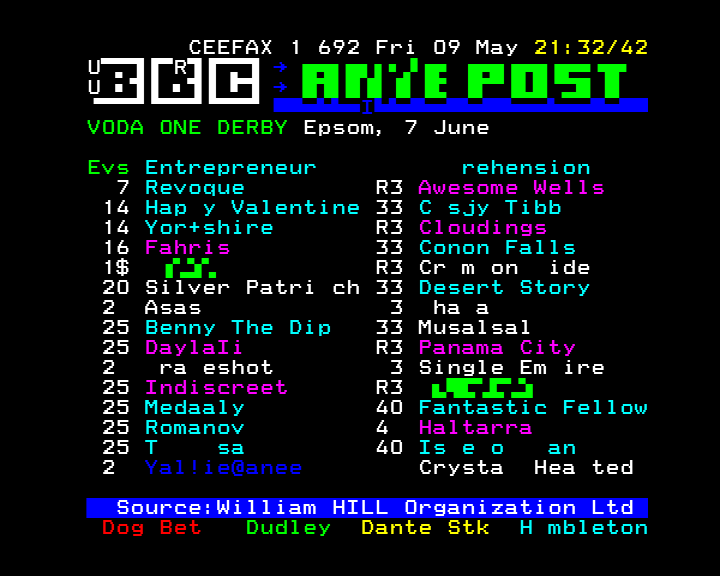 CEEFAX 1 692 Fri 09 May 21:32/42
BBC ANTE POST
VODA ONE DERBY Epsom, 7 June
Evs Entrepreneur rehension
7 Revoque R3 Awesome Wells
14 Hap y Valentine 33 C sjy Tibb
14 Yor+shire R3 Cloudings
16 Fahris 33 Conon Falls
1$ R3 Cr m on ide
20 Silver Patri ch 33 Desert Story
2 Asas 3 ha a
25 Benny The Dip 33 Musalsal
25 DaylaIi R3 Panama City
2 ra eshot 3 Single Em ire
25 Indiscreet R3
25 Medaaly 40 Fantastic Fellow
25 Romanov 4 Haltarra
25 T sa 40 Is e o an
2 Yal!ie@anee Crysta Hea ted
Source:William HILL Organization Ltd
Dog Bet Dudley Dante Stk H mbleton